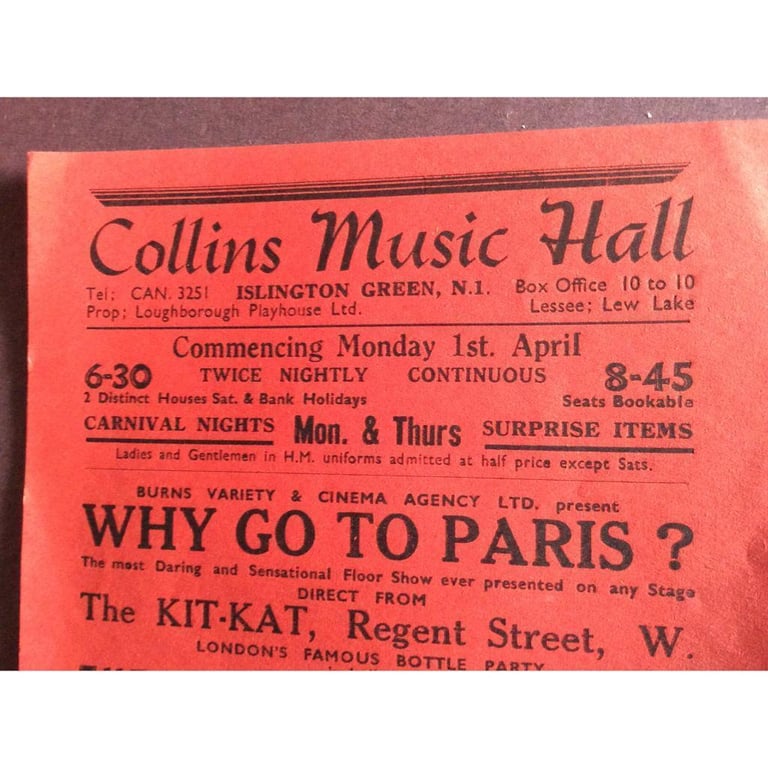 Collins Music Hall
Tel; CAN. 3251 ISLINGTON GREEN, N.1. Box Office 10 to 10
Prop; Loughborough Playhouse Ltd. Lessee; Lew Lake
Commencing Monday 1st. April
6-30 TWICE NIGHTLY CONTINUOUS 8-45
2 Distinct Houses Sat. & Bank Holidays Seats Bookable
CARNIVAL NIGHTS Mon. & Thurs SURPRISE ITEMS
Ladies and Gentlemen in H.M. uniforms admitted at half price except Sats.
BURNS VARIETY & CINEMA AGENCY LTD. present
WHY GO TO PARIS ?
The most Daring and Sensational Floor Show ever presented on any Stage
DIRECT FROM
The KIT-KAT, Regent Street, W.
LONDON'S FAMOUS BOTTLE PARTY